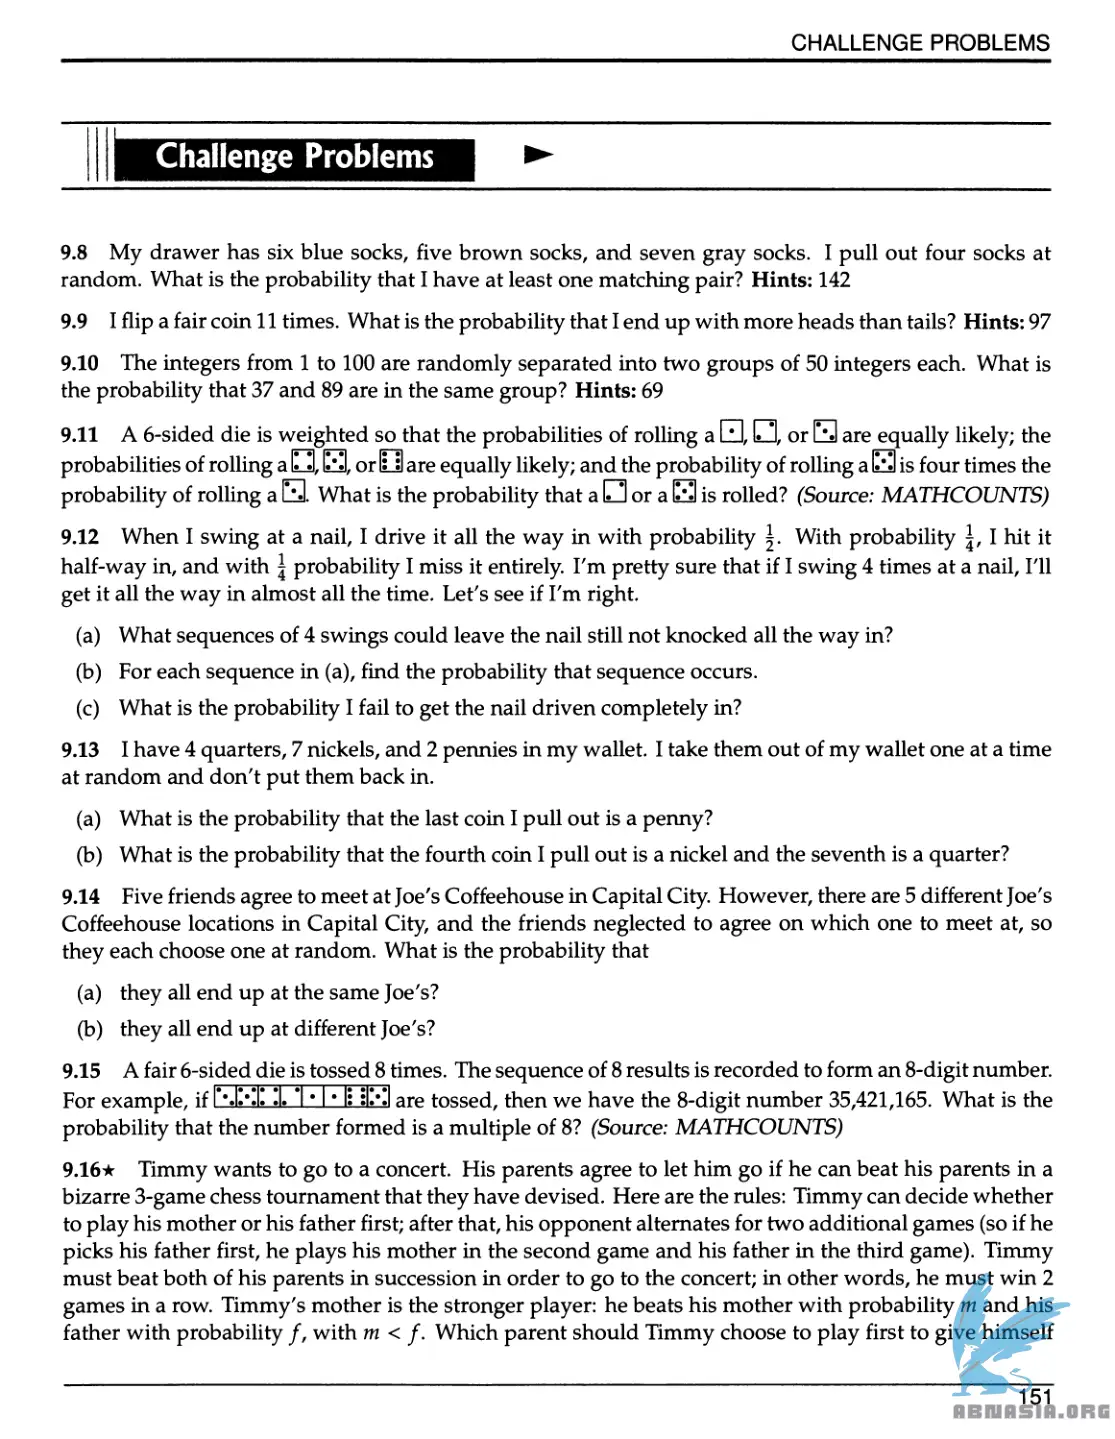 CHALLENGE PROBLEMS
Challenge Problems
9.8 My drawer has six blue socks, five brown socks, and seven gray socks. I pull out four socks at
random. What is the probability that I have at least one matching pair? Hints: 142
9.9 I flip a fair coin 11 times. What is the probability that I end up with more heads than tails? Hints: 97
9.10 The integers from 1 to 100 are randomly separated into two groups of 50 integers each. What is
the probability that 37 and 89 are in the same group? Hints: 69
9.11 A 6-sided die is weighted so that the probabilities of rolling a ⚀, ⚁, or ⚂ are equally likely; the
probabilities of rolling a ⚃, ⚄, or ⚅ are equally likely; and the probability of rolling a ⚄ is four times the
probability of rolling a ⚂. What is the probability that a ⚁ or a ⚄ is rolled? (Source: MATHCOUNTS)
9.12 When I swing at a nail, I drive it all the way in with probability 1/2. With probability 1/4, I hit it
half-way in, and with 1/4 probability I miss it entirely. I'm pretty sure that if I swing 4 times at a nail, I'll
get it all the way in almost all the time. Let's see if I'm right.
(a) What sequences of 4 swings could leave the nail still not knocked all the way in?
(b) For each sequence in (a), find the probability that sequence occurs.
(c) What is the probability I fail to get the nail driven completely in?
9.13 I have 4 quarters, 7 nickels, and 2 pennies in my wallet. I take them out of my wallet one at a time
at random and don't put them back in.
(a) What is the probability that the last coin I pull out is a penny?
(b) What is the probability that the fourth coin I pull out is a nickel and the seventh is a quarter?
9.14 Five friends agree to meet at Joe's Coffeehouse in Capital City. However, there are 5 different Joe's
Coffeehouse locations in Capital City, and the friends neglected to agree on which one to meet at, so
they each choose one at random. What is the probability that
(a) they all end up at the same Joe's?
(b) they all end up at different Joe's?
9.15 A fair 6-sided die is tossed 8 times. The sequence of 8 results is recorded to form an 8-digit number.
For example, if ⚂⚄⚃⚁⚀⚀⚅⚄ are tossed, then we have the 8-digit number 35,421,165. What is the
probability that the number formed is a multiple of 8? (Source: MATHCOUNTS)
9.16★ Timmy wants to go to a concert. His parents agree to let him go if he can beat his parents in a
bizarre 3-game chess tournament that they have devised. Here are the rules: Timmy can decide whether
to play his mother or his father first; after that, his opponent alternates for two additional games (so if he
picks his father first, he plays his mother in the second game and his father in the third game). Timmy
must beat both of his parents in succession in order to go to the concert; in other words, he must win 2
games in a row. Timmy's mother is the stronger player: he beats his mother with probability m and his
father with probability f, with m < f. Which parent should Timmy choose to play first to give himself
151
ABNASIA.ORG